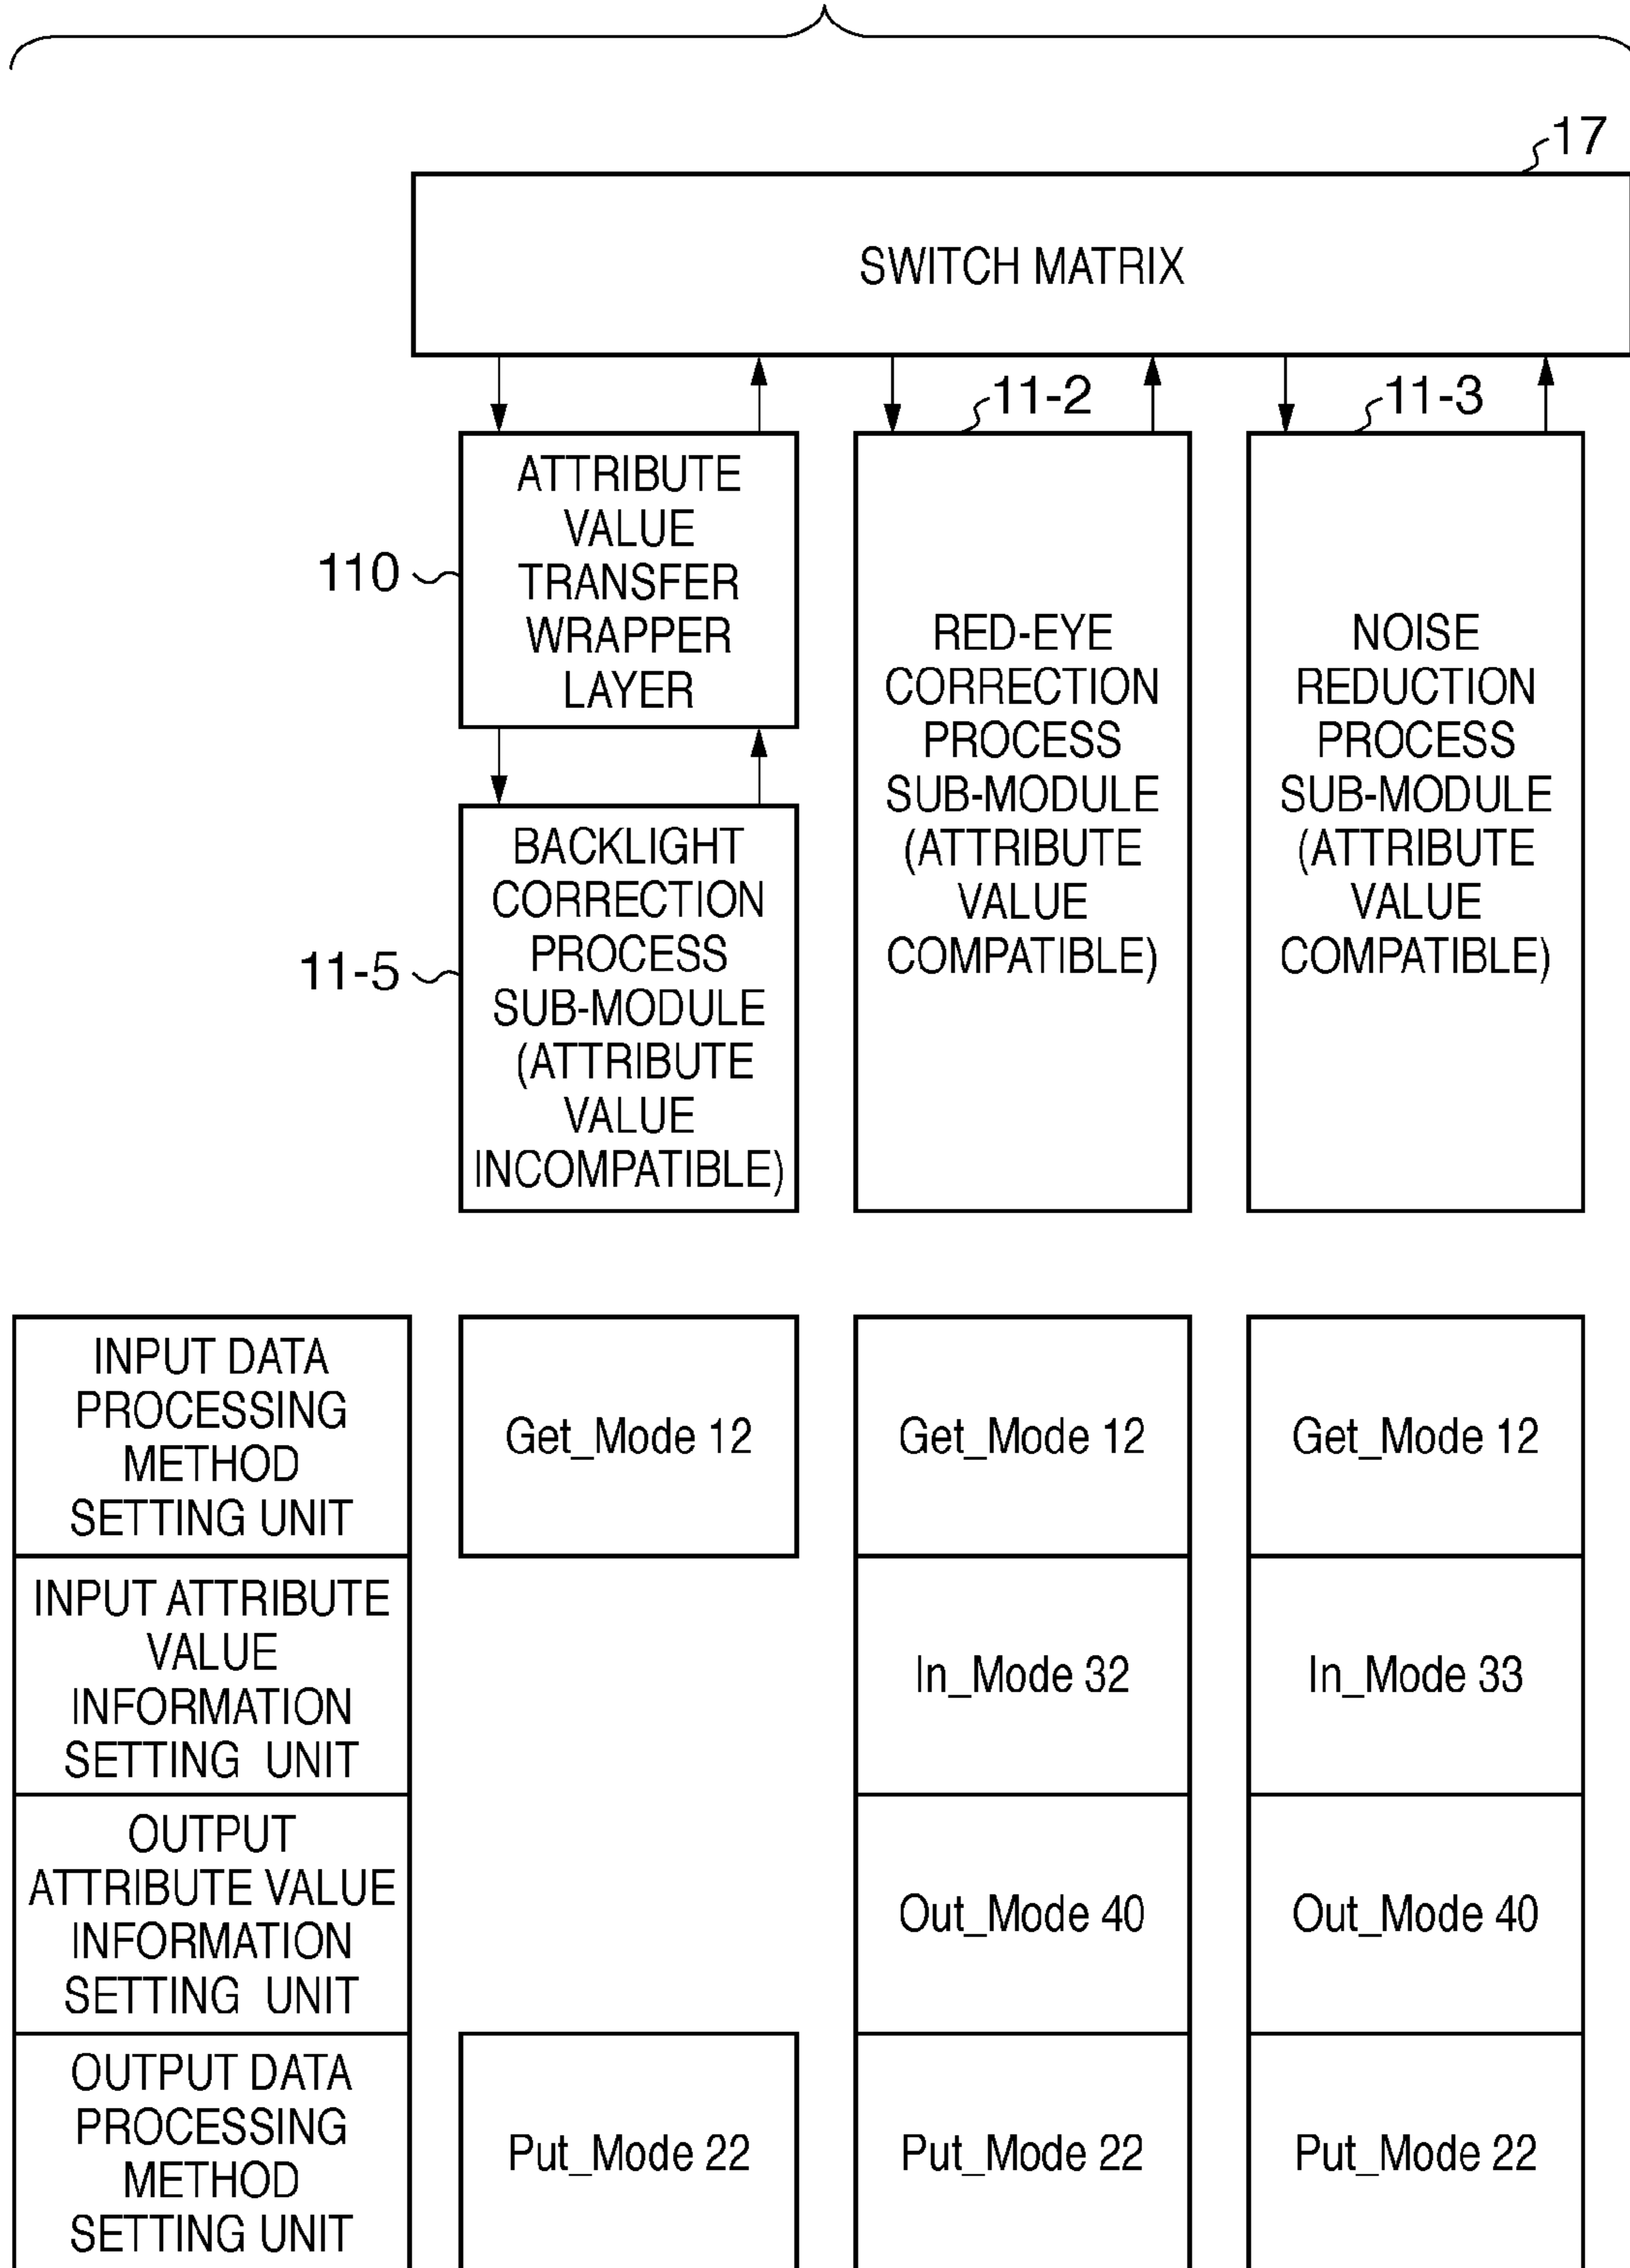 17
SWITCH MATRIX
11-2
11-3
110
ATTRIBUTE
VALUE
TRANSFER
WRAPPER
LAYER
11-5
BACKLIGHT
CORRECTION
PROCESS
SUB-MODULE
(ATTRIBUTE
VALUE
INCOMPATIBLE)
RED-EYE
CORRECTION
PROCESS
SUB-MODULE
(ATTRIBUTE
VALUE
COMPATIBLE)
NOISE
REDUCTION
PROCESS
SUB-MODULE
(ATTRIBUTE
VALUE
COMPATIBLE)
INPUT DATA
PROCESSING
METHOD
SETTING UNIT
Get_Mode 12
Get_Mode 12
Get_Mode 12
INPUT ATTRIBUTE
VALUE
INFORMATION
SETTING UNIT
In_Mode 32
In_Mode 33
OUTPUT
ATTRIBUTE VALUE
INFORMATION
SETTING UNIT
Out_Mode 40
Out_Mode 40
OUTPUT DATA
PROCESSING
METHOD
SETTING UNIT
Put_Mode 22
Put_Mode 22
Put_Mode 22